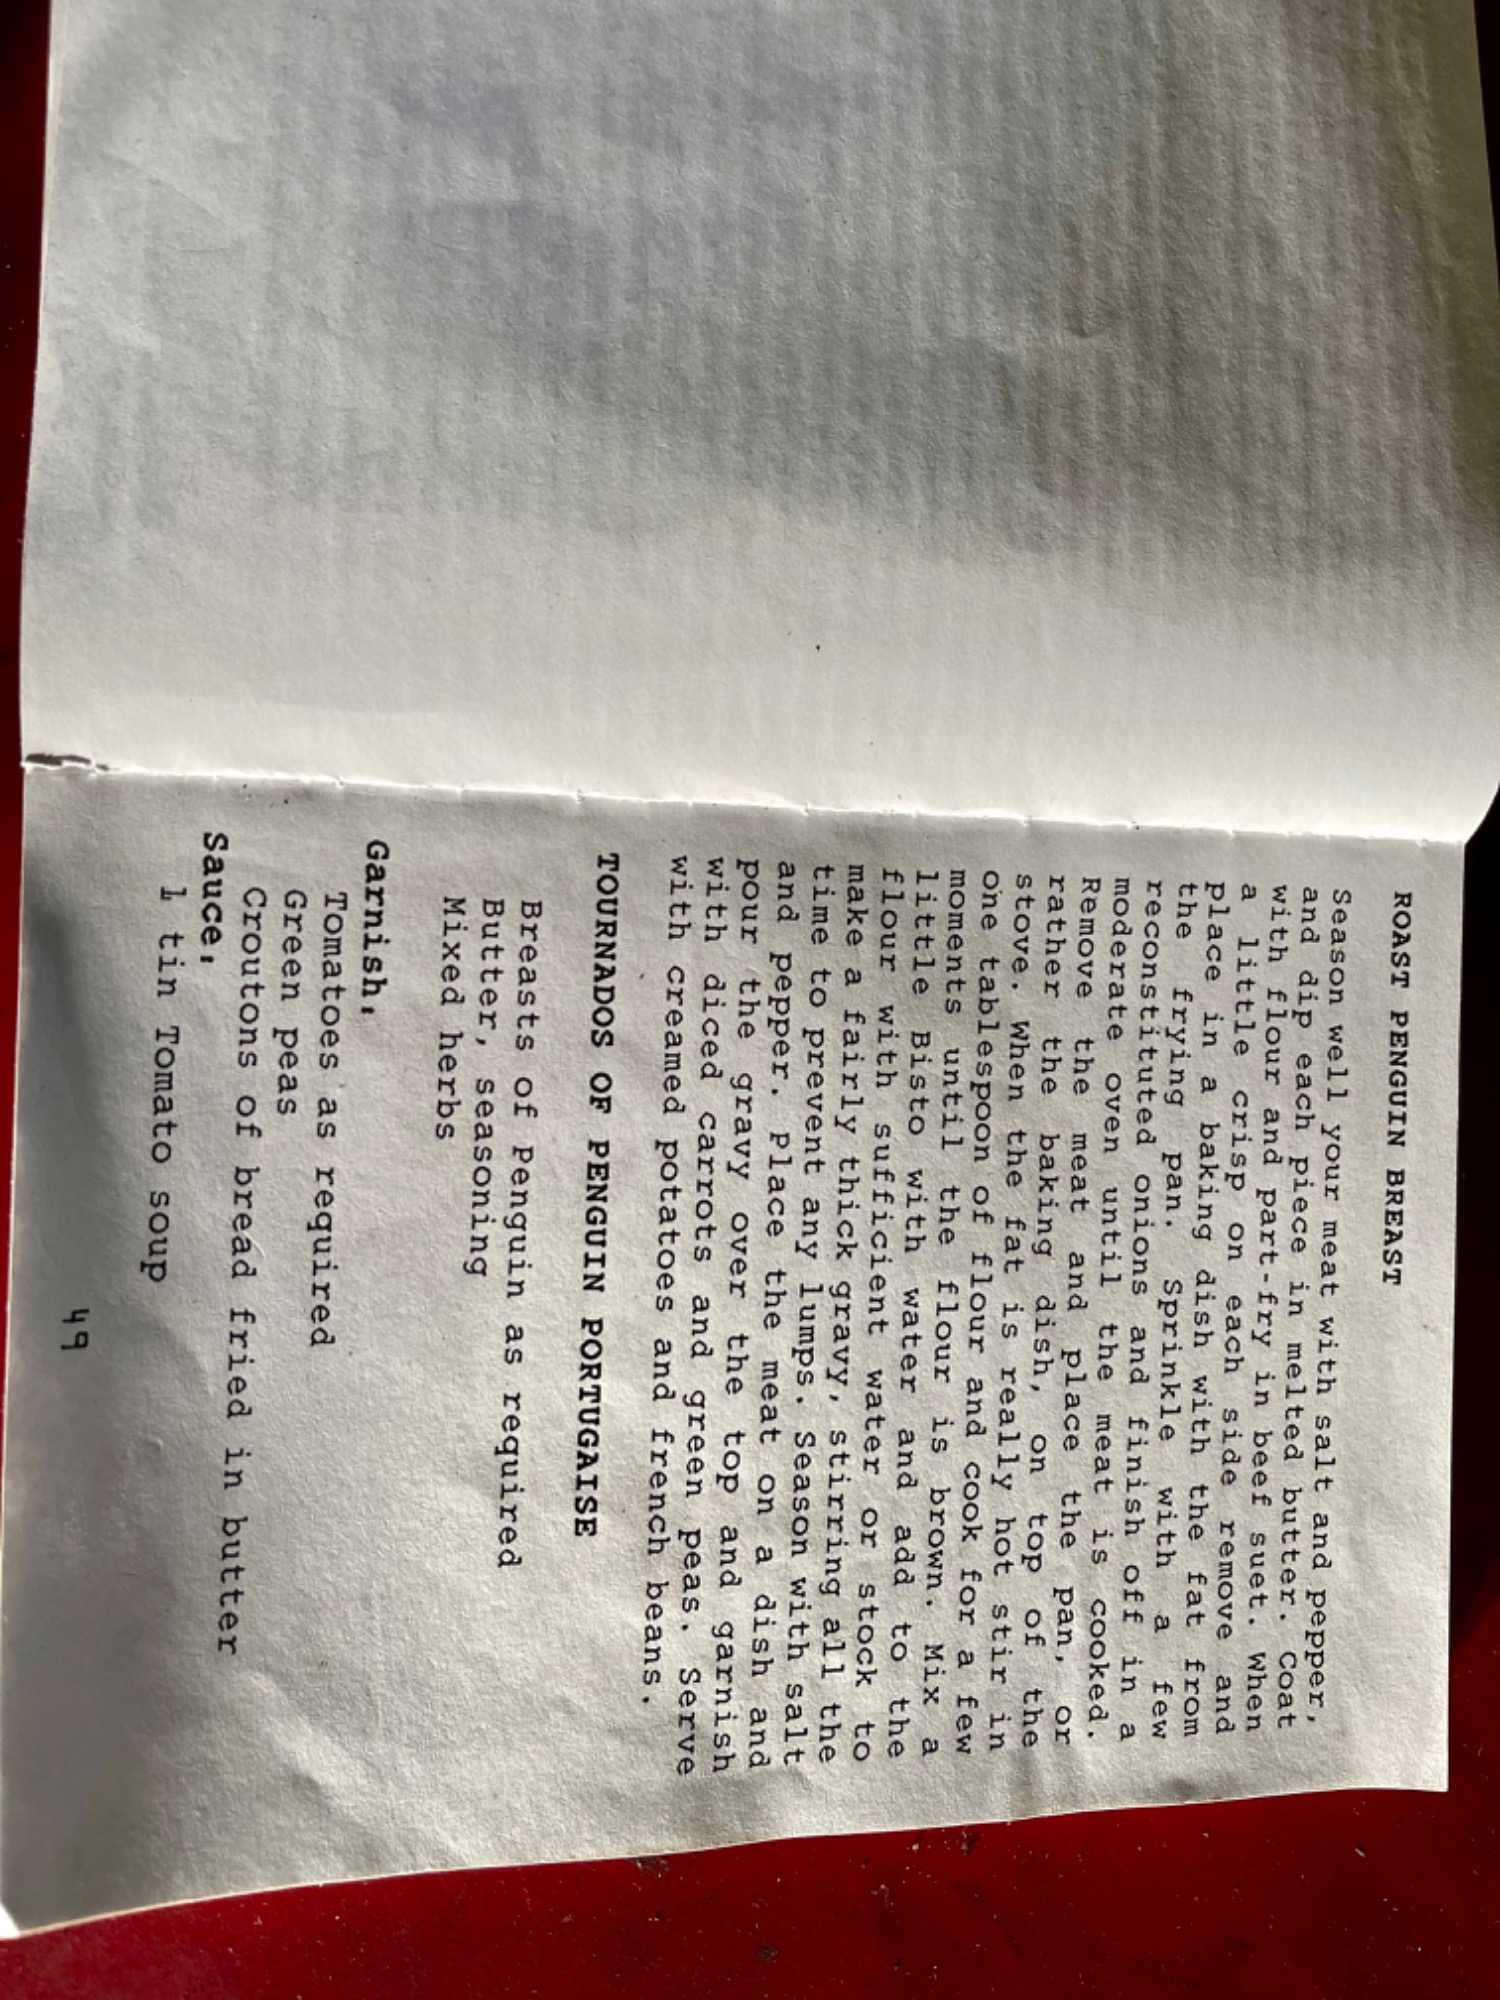 ROAST PENGUIN BREAST
Season well your meat with salt and pepper,
and dip each piece in melted butter. Coat
with flour and part-fry in beef suet. When
a little crisp on each side remove and
place in a baking dish with the fat from
the frying pan. Sprinkle with a few
reconstituted onions and finish off in a
moderate oven until the meat is cooked.
Remove the meat and place the pan, or
rather the baking dish, on top of the
stove. When the fat is really hot stir in
one tablespoon of flour and cook for a few
moments until the flour is brown. Mix a
little Bisto with water and add to the
flour with sufficient water or stock to
make a fairly thick gravy, stirring all the
time to prevent any lumps. Season with salt
and pepper. Place the meat on a dish and
pour the gravy over the top and garnish
with diced carrots and green peas. Serve
with creamed potatoes and french beans.
TOURNADOS OF PENGUIN PORTUGAISE
Breasts of penguin as required
Butter, seasoning
Mixed herbs
Garnish,
Tomatoes as required
Green peas
Croutons of bread fried in butter
Sauce,
1 tin Tomato soup
49